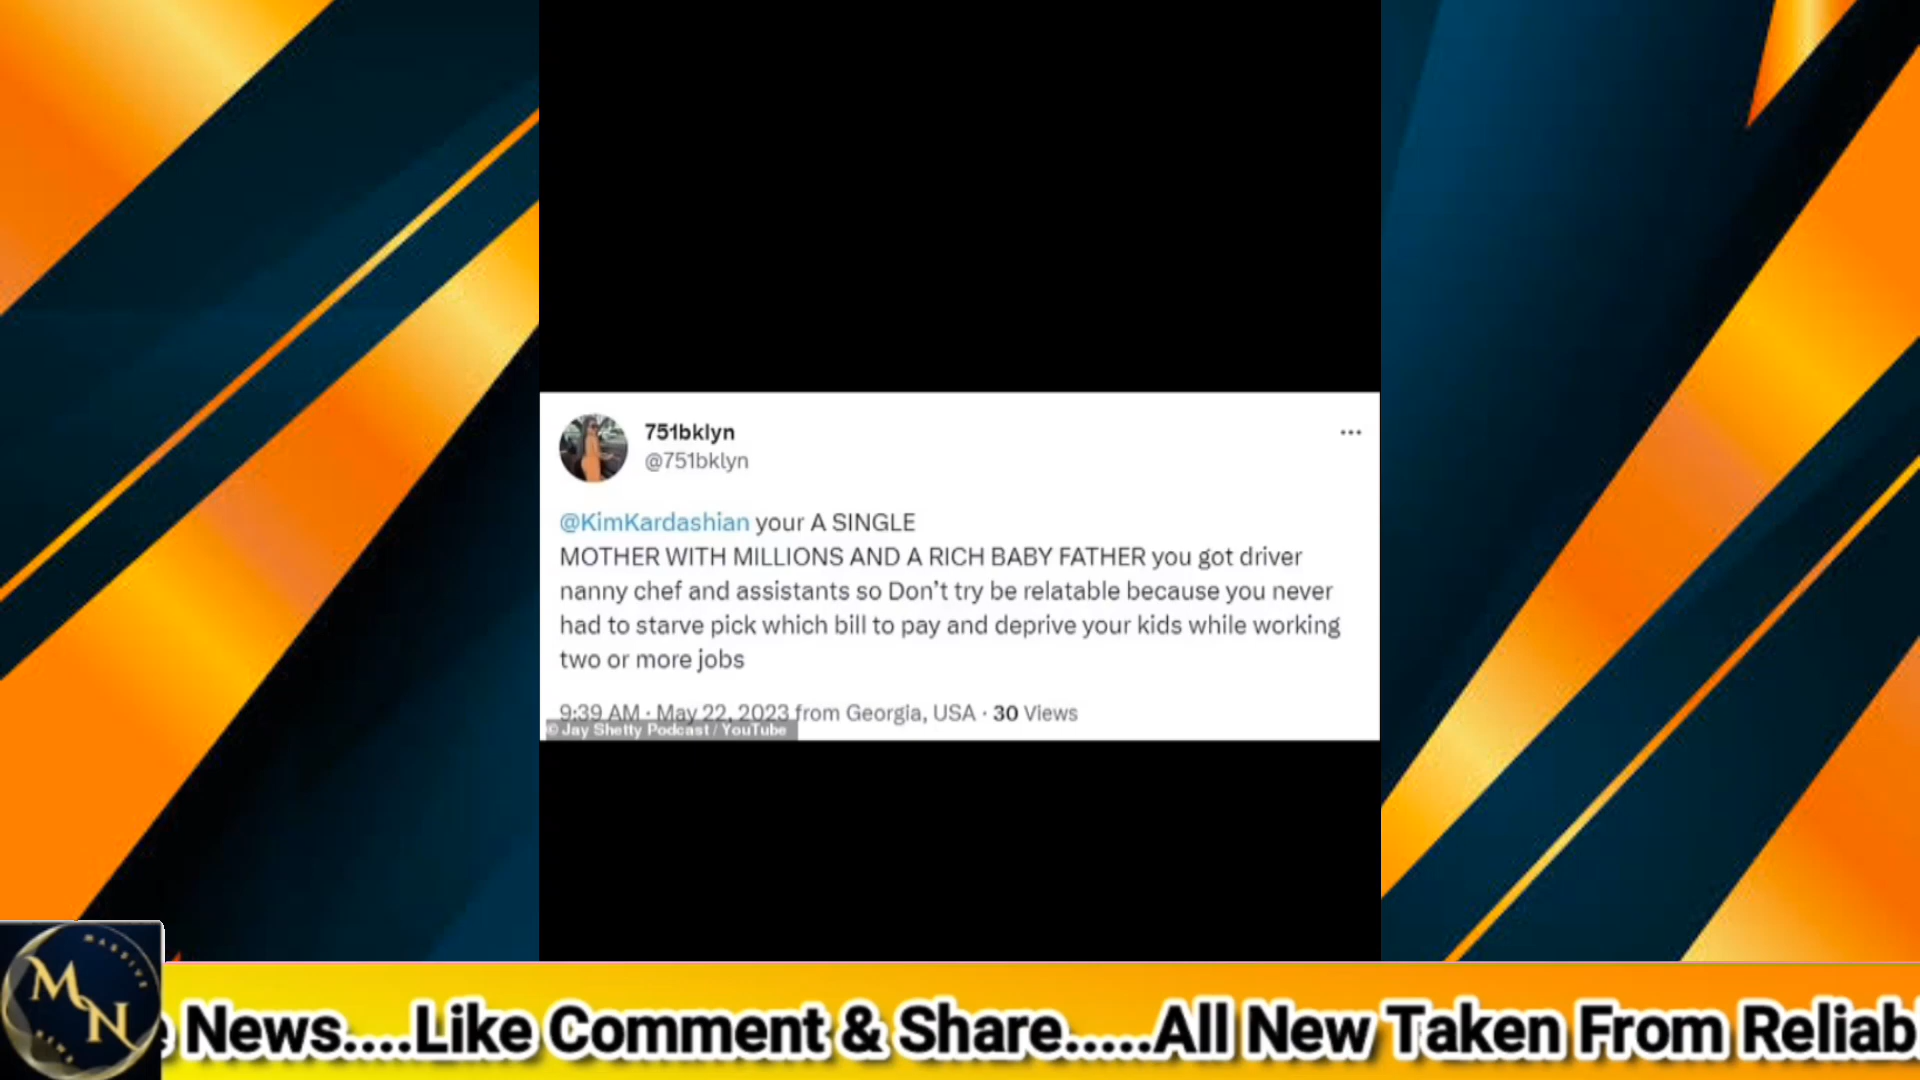 751bklyn
@751bklyn
@KimKardashian your A SINGLE
MOTHER WITH MILLIONS AND A RICH BABY FATHER you got driver
nanny chef and assistants so Don't try be relatable because you never
had to starve pick which bill to pay and deprive your kids while working
two or more jobs
9:39 AM · May 22, 2023 from Georgia, USA · 30 Views
© Jay Shetty Podcast / YouTube
MASSIVE
MN
NEWS
e News....Like Comment & Share.....All New Taken From Reliab